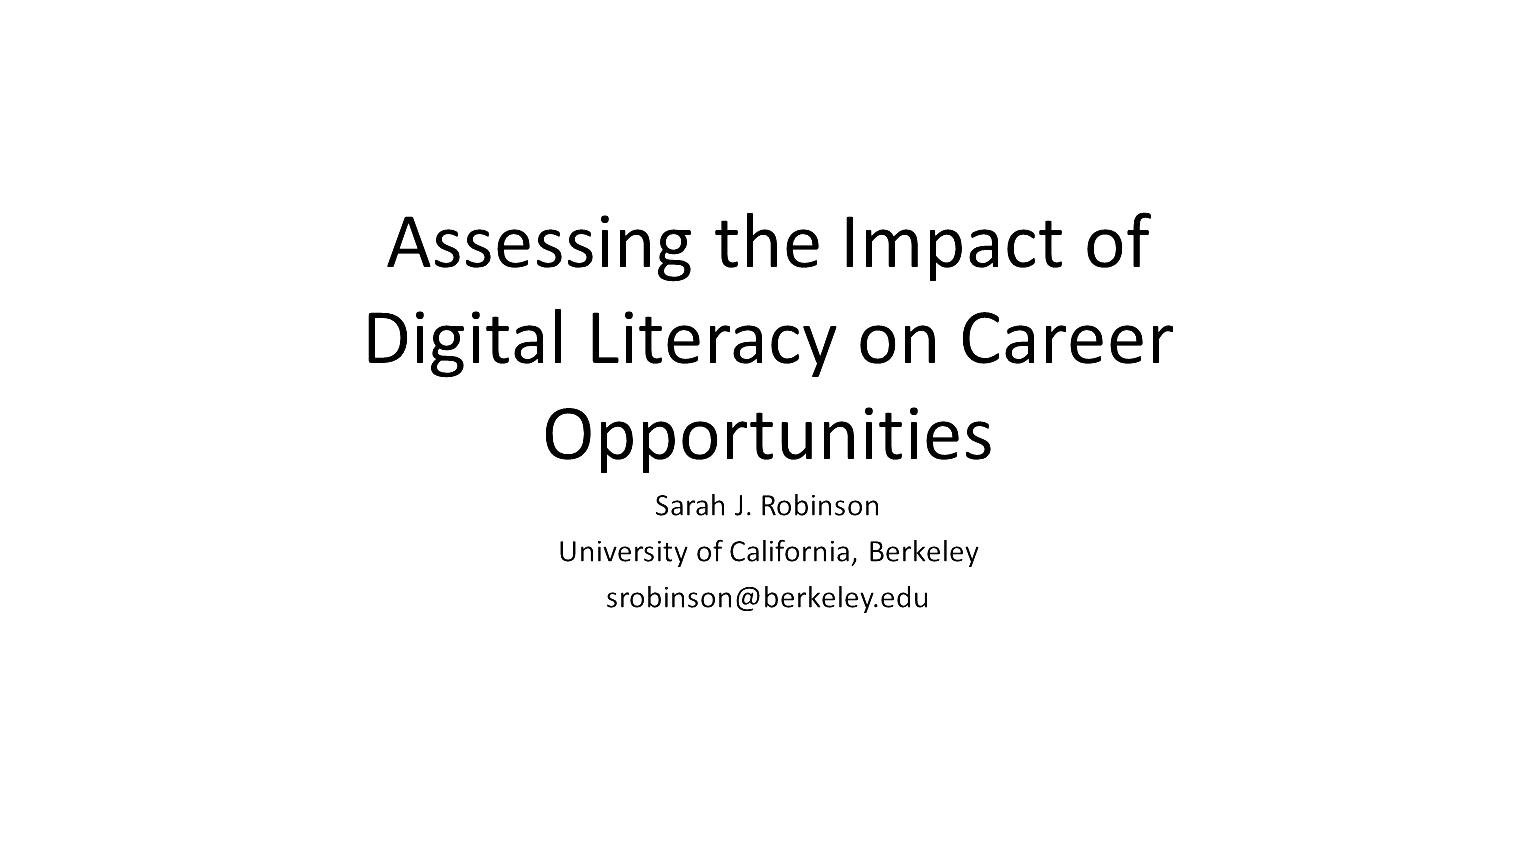 Assessing the Impact of
Digital Literacy on Career
Opportunities
Sarah J. Robinson
University of California, Berkeley
srobinson@berkeley.edu